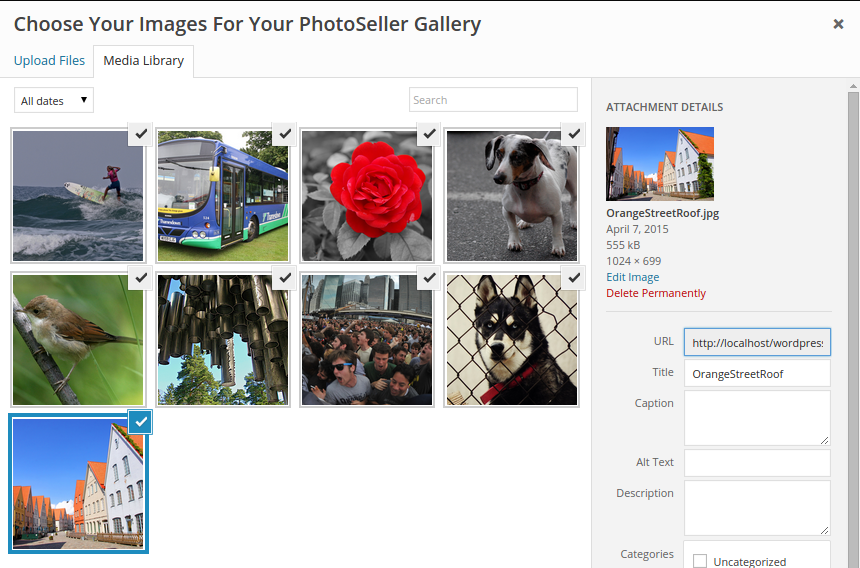 Choose Your Images For Your PhotoSeller Gallery
Upload Files
Media Library
All dates
Search
ATTACHMENT DETAILS
OrangeStreetRoof.jpg
April 7, 2015
555 kB
1024 × 699
Edit Image
Delete Permanently
URL http://localhost/wordpress
Title OrangeStreetRoof
Caption
Alt Text
Description
Categories
Uncategorized